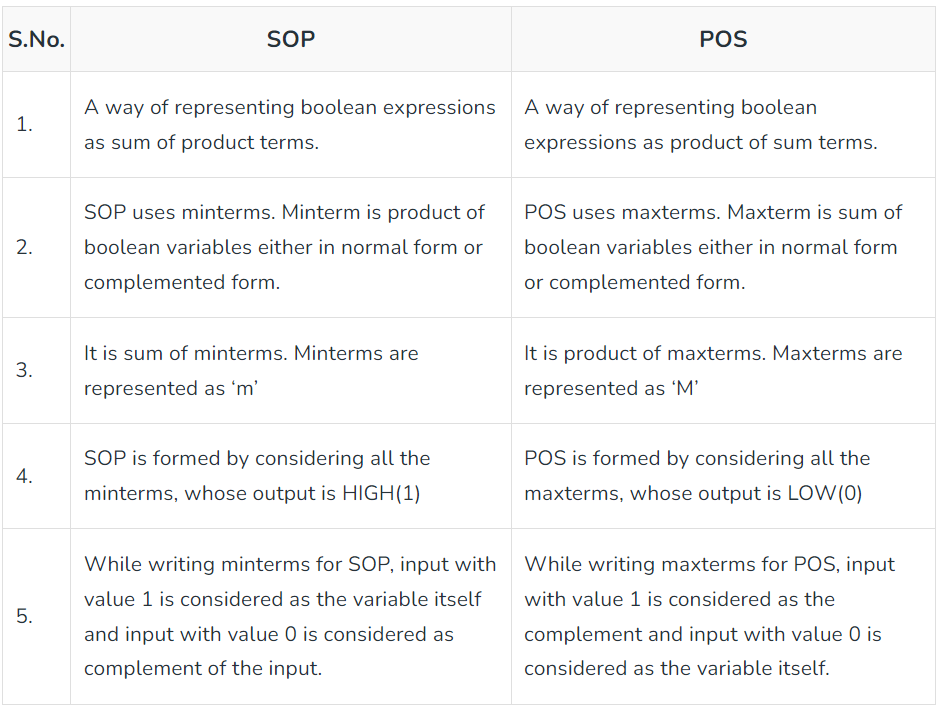 S.No. SOP POS
1. A way of representing boolean expressions
as sum of product terms.
A way of representing boolean
expressions as product of sum terms.
2. SOP uses minterms. Minterm is product of
boolean variables either in normal form or
complemented form.
POS uses maxterms. Maxterm is sum of
boolean variables either in normal form
or complemented form.
3. It is sum of minterms. Minterms are
represented as ‘m’
It is product of maxterms. Maxterms are
represented as ‘M’
4. SOP is formed by considering all the
minterms, whose output is HIGH(1)
POS is formed by considering all the
maxterms, whose output is LOW(0)
5. While writing minterms for SOP, input with
value 1 is considered as the variable itself
and input with value 0 is considered as
complement of the input.
While writing maxterms for POS, input
with value 1 is considered as the
complement and input with value 0 is
considered as the variable itself.